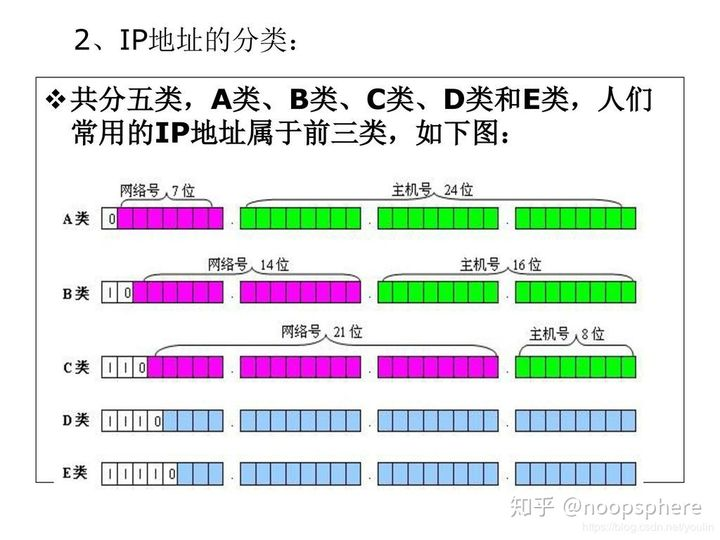 2、IP地址的分类：
❖共分五类，A类、B类、C类、D类和E类，人们
常用的IP地址属于前三类，如下图：
网络号 7位 主机号 24位
A类 0 . . .
网络号 14位 主机号 16位
B类 1 0 . . .
网络号 21位 主机号 8位
C类 1 1 0 . . .
D类 1 1 1 0 . . .
E类 1 1 1 1 0 . . .
知乎 @noopsphere
https://blog.csdn.net/youlin